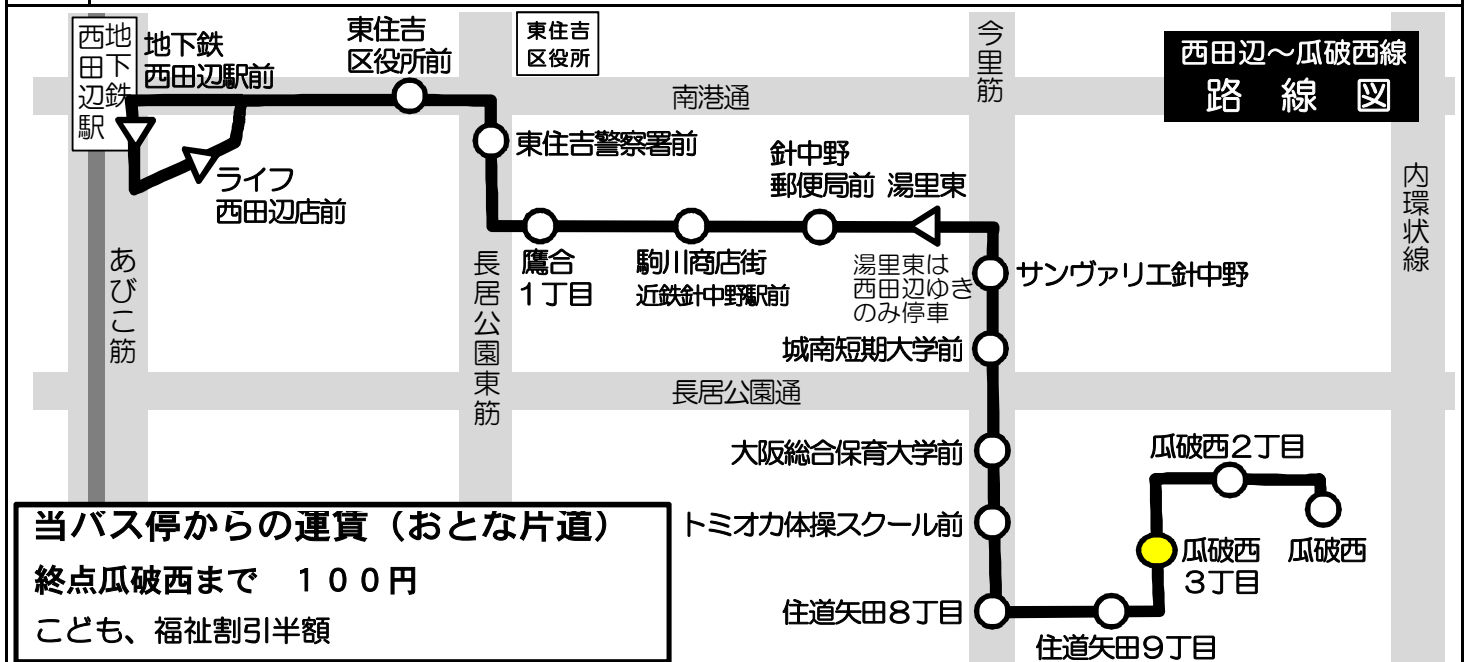 西田辺～瓜破西線
路線図
地下鉄
西田辺駅
地下鉄
西田辺駅前
東住吉
区役所前
東住吉
区役所
今里筋
南港通
東住吉警察署前
針中野
郵便局前
湯里東
ライフ
西田辺店前
内環状線
あびこ筋
長居公園東筋
鷹合
1丁目
駒川商店街
近鉄針中野駅前
湯里東は
西田辺ゆき
のみ停車
サンヴァリエ針中野
城南短期大学前
長居公園通
大阪総合保育大学前
瓜破西2丁目
トミオカ体操スクール前
瓜破西
3丁目
瓜破西
住道矢田8丁目
住道矢田9丁目
当バス停からの運賃（おとな片道）
終点瓜破西まで　１００円
こども、福祉割引半額